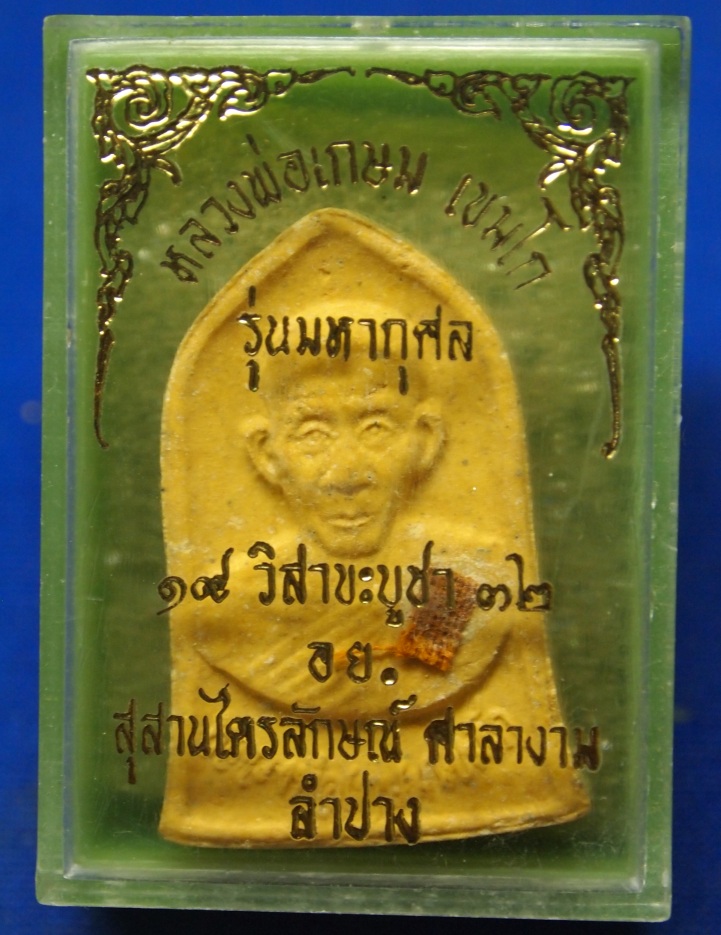 หลวงพ่อเกษม เขมโก
รุ่นมหากุศล
๑๙ วิสาขะบูชา ๓๒
อย.
สุสานไตรลักษณ์ ศาลางาม
ลำปาง